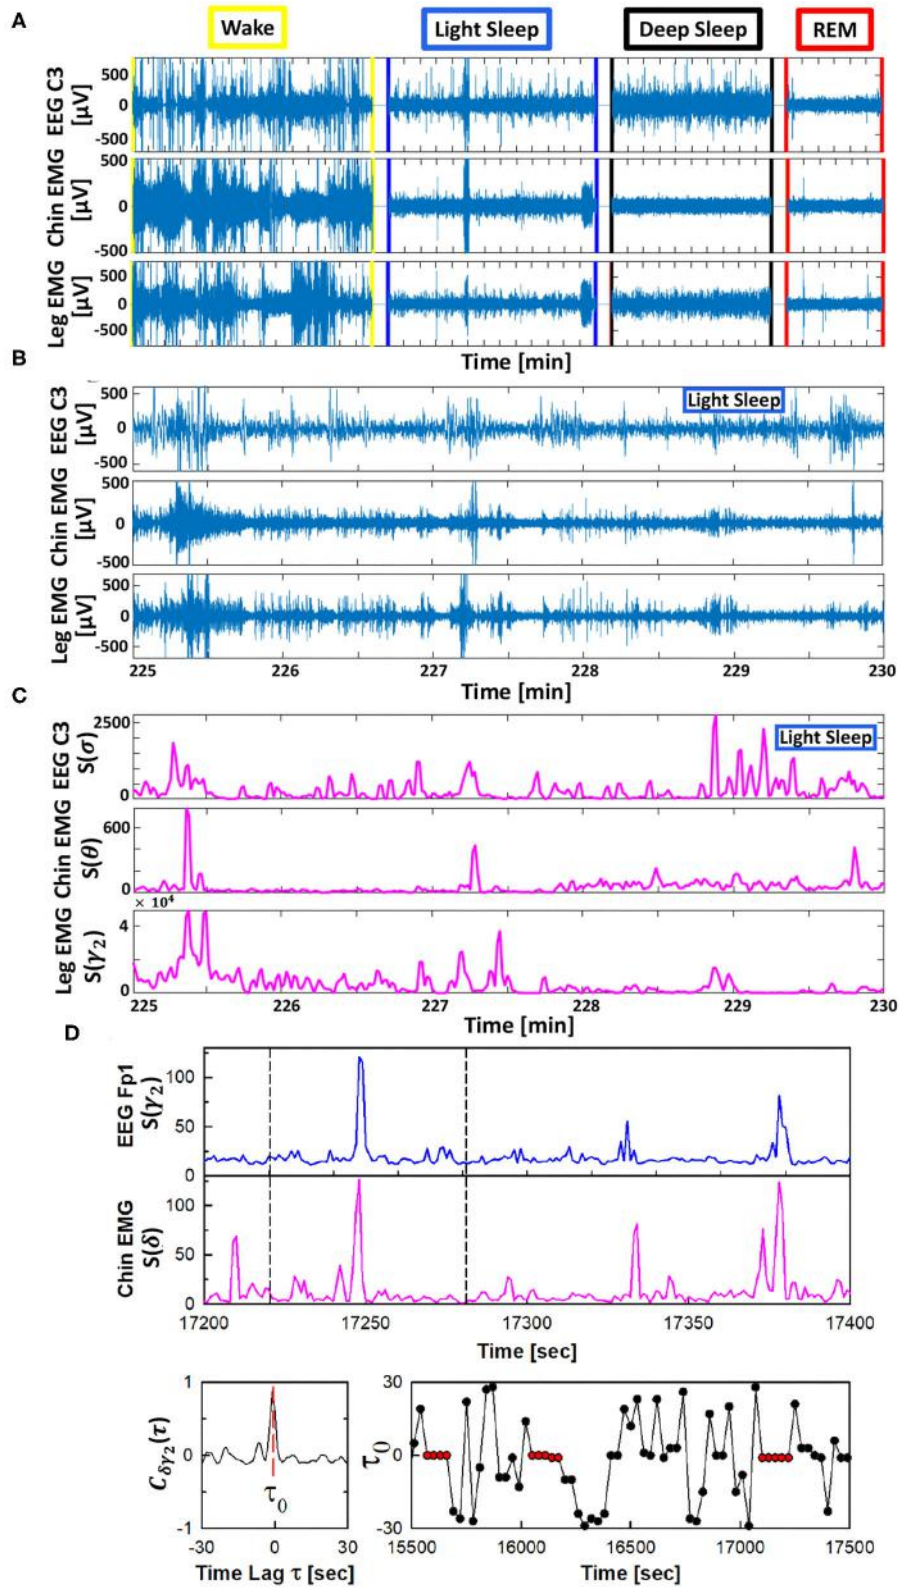 A
Wake
Light Sleep
Deep Sleep
REM
EEG C3
[µV]
500
0
-500
Chin EMG
[µV]
500
0
-500
Leg EMG
[µV]
500
0
-500
Time [min]
B
EEG C3
[µV]
500
0
-500
Light Sleep
Chin EMG
[µV]
500
0
-500
Leg EMG
[µV]
500
0
-500
225 226 227 228 229 230
Time [min]
C
EEG C3
S(σ)
2500
0
Light Sleep
Chin EMG
S(θ)
600
0
× 10⁴
Leg EMG
S(γ₂)
4
0
225 226 227 228 229 230
Time [min]
D
EEG Fp1
S(γ₂)
100
50
0
Chin EMG
S(δ)
100
50
0
17200 17250 17300 17350 17400
Time [sec]
C_δγ₂(τ)
1
0
-1
τ₀
-30 0 30
Time Lag τ [sec]
τ₀
30
0
-30
15500 16000 16500 17000 17500
Time [sec]